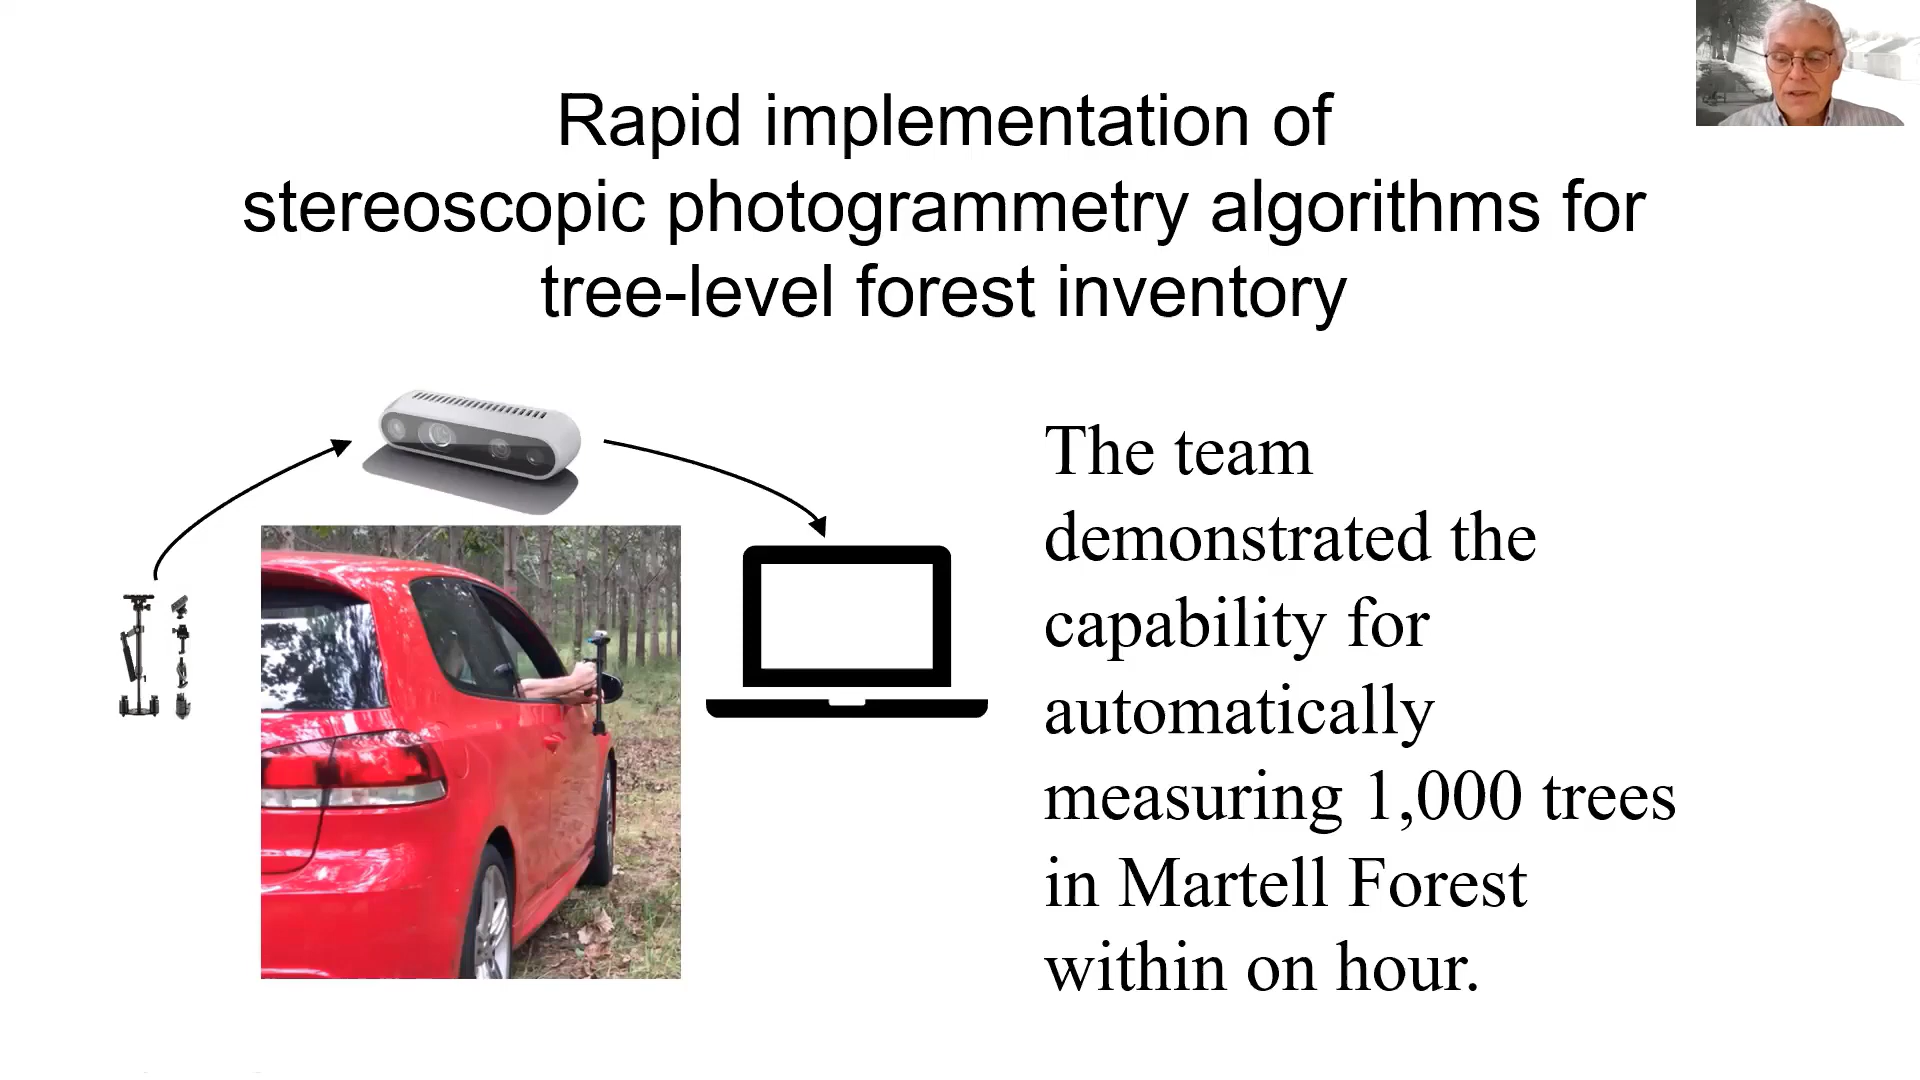 Rapid implementation of
stereoscopic photogrammetry algorithms for
tree-level forest inventory
The team
demonstrated the
capability for
automatically
measuring 1,000 trees
in Martell Forest
within on hour.